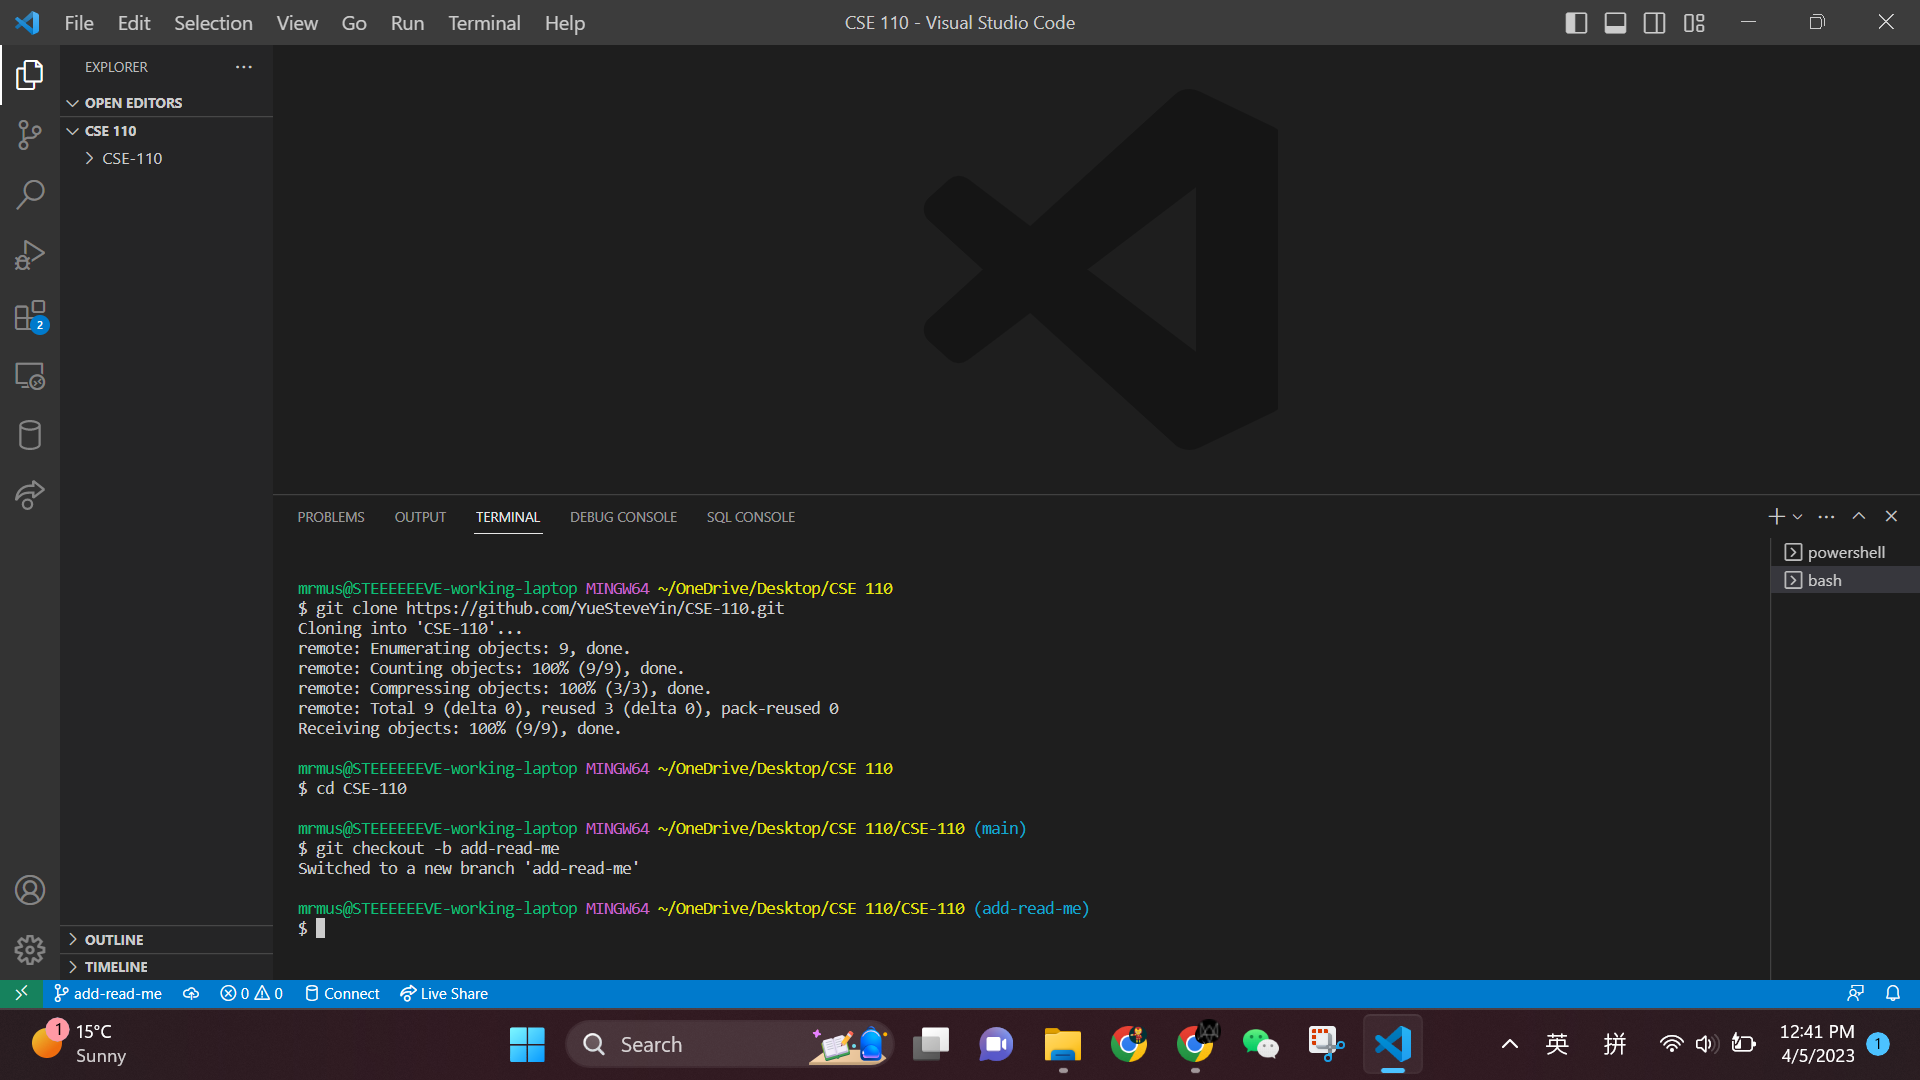 File Edit Selection View Go Run Terminal Help
CSE 110 - Visual Studio Code
EXPLORER
OPEN EDITORS
CSE 110
CSE-110
2
PROBLEMS OUTPUT TERMINAL DEBUG CONSOLE SQL CONSOLE
powershell
bash
mrmus@STEEEEEEVE-working-laptop MINGW64 ~/OneDrive/Desktop/CSE 110
$ git clone https://github.com/YueSteveYin/CSE-110.git
Cloning into 'CSE-110'...
remote: Enumerating objects: 9, done.
remote: Counting objects: 100% (9/9), done.
remote: Compressing objects: 100% (3/3), done.
remote: Total 9 (delta 0), reused 3 (delta 0), pack-reused 0
Receiving objects: 100% (9/9), done.
mrmus@STEEEEEEVE-working-laptop MINGW64 ~/OneDrive/Desktop/CSE 110
$ cd CSE-110
mrmus@STEEEEEEVE-working-laptop MINGW64 ~/OneDrive/Desktop/CSE 110/CSE-110 (main)
$ git checkout -b add-read-me
Switched to a new branch 'add-read-me'
mrmus@STEEEEEEVE-working-laptop MINGW64 ~/OneDrive/Desktop/CSE 110/CSE-110 (add-read-me)
$
OUTLINE
TIMELINE
add-read-me 0 0 Connect Live Share
1
15°C
Sunny
Search
英 拼
12:41 PM
4/5/2023
1